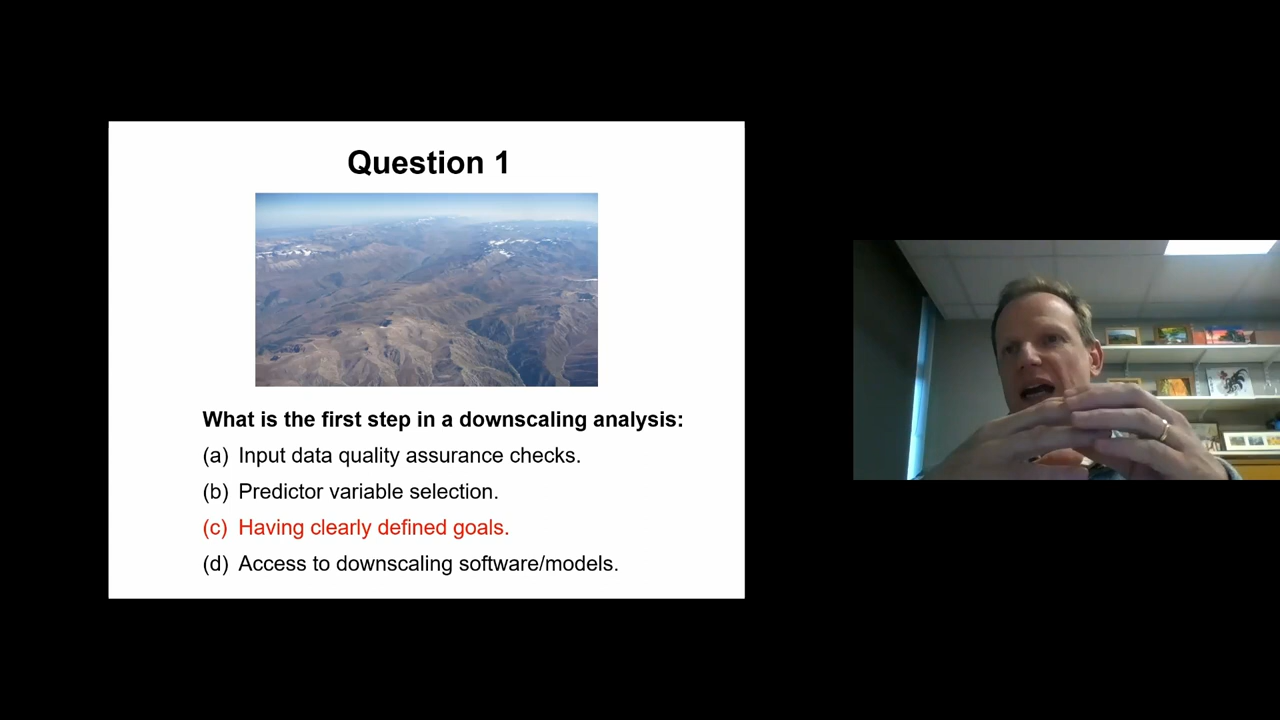 Question 1
What is the first step in a downscaling analysis:
(a) Input data quality assurance checks.
(b) Predictor variable selection.
(c) Having clearly defined goals.
(d) Access to downscaling software/models.